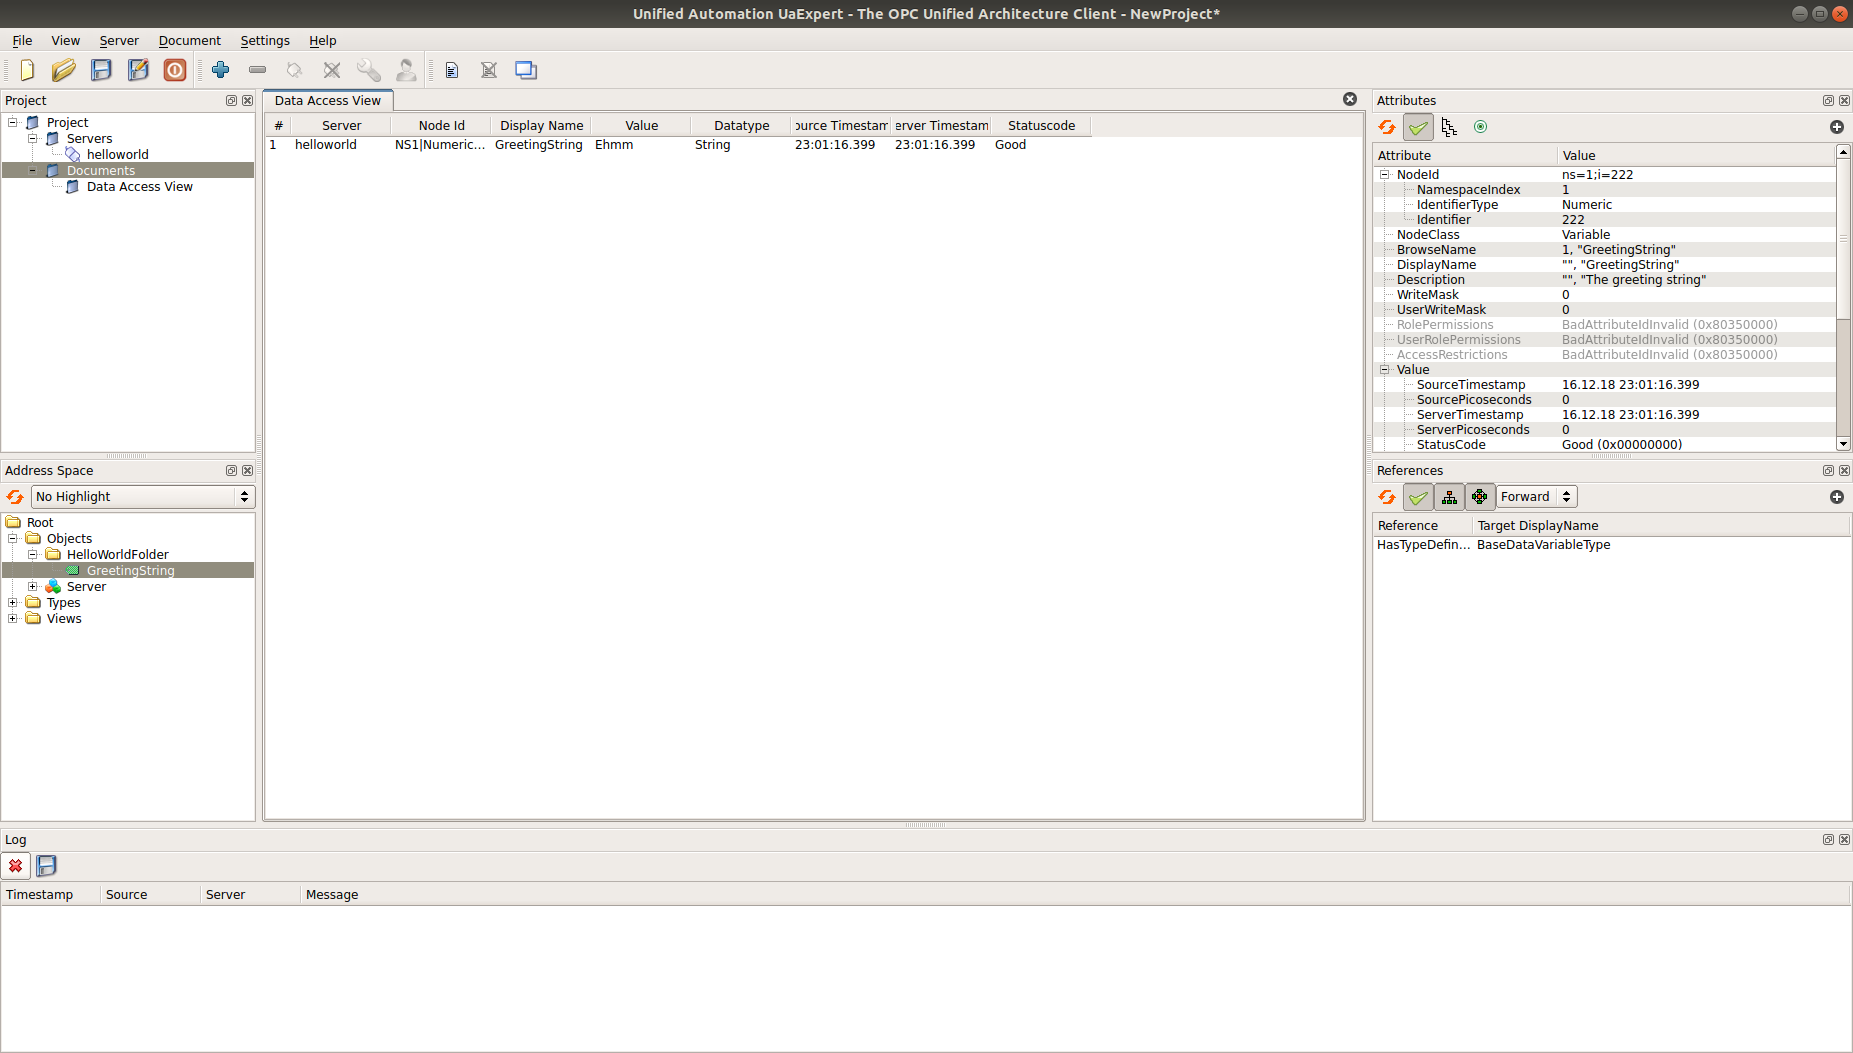 Unified Automation UaExpert - The OPC Unified Architecture Client - NewProject*
File View Server Document Settings Help
Project
Project
Servers
helloworld
Documents
Data Access View
Address Space
No Highlight
Root
Objects
HelloWorldFolder
GreetingString
Server
Types
Views
Data Access View
# Server Node Id Display Name Value Datatype ource Timestam erver Timestam Statuscode
1 helloworld NS1|Numeric... GreetingString Ehmm String 23:01:16.399 23:01:16.399 Good
Attributes
Attribute Value
NodeId ns=1;i=222
NamespaceIndex 1
IdentifierType Numeric
Identifier 222
NodeClass Variable
BrowseName 1, "GreetingString"
DisplayName "", "GreetingString"
Description "", "The greeting string"
WriteMask 0
UserWriteMask 0
RolePermissions BadAttributeIdInvalid (0x80350000)
UserRolePermissions BadAttributeIdInvalid (0x80350000)
AccessRestrictions BadAttributeIdInvalid (0x80350000)
Value
SourceTimestamp 16.12.18 23:01:16.399
SourcePicoseconds 0
ServerTimestamp 16.12.18 23:01:16.399
ServerPicoseconds 0
StatusCode Good (0x00000000)
References
Forward
Reference Target DisplayName
HasTypeDefin... BaseDataVariableType
Log
Timestamp Source Server Message